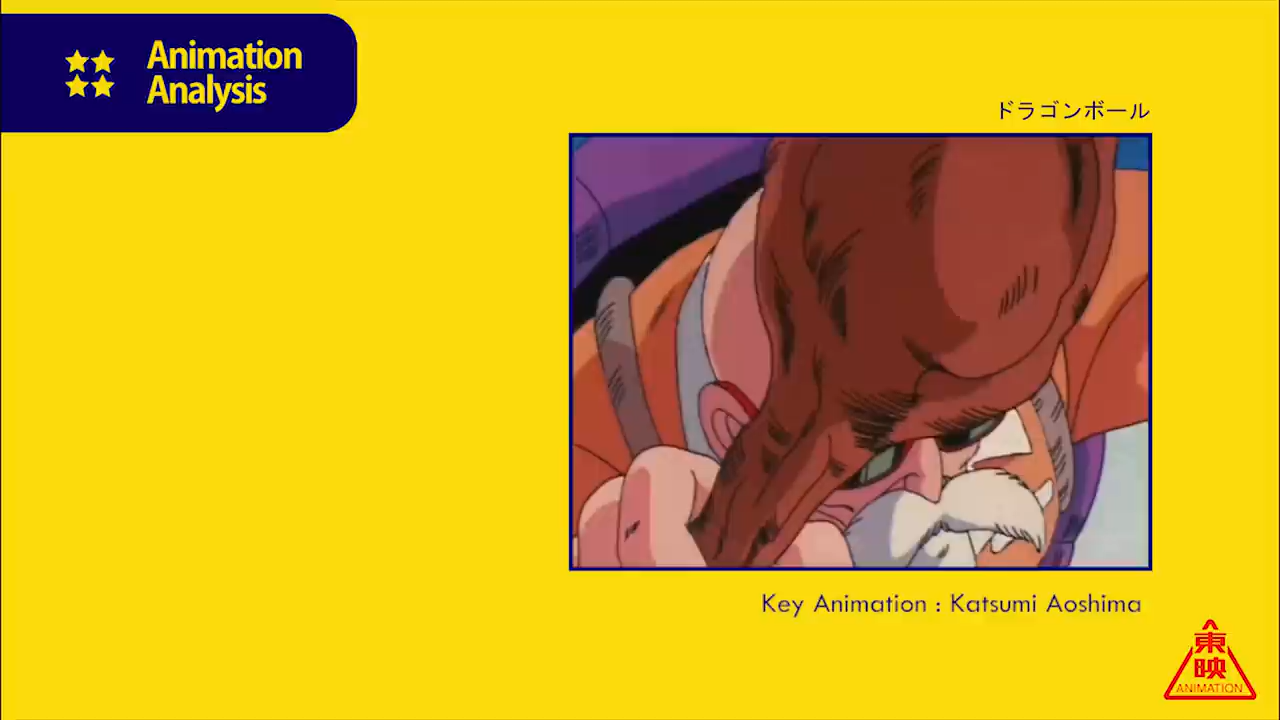 Animation
Analysis
ドラゴンボール
Key Animation : Katsumi Aoshima
東
映
ANIMATION